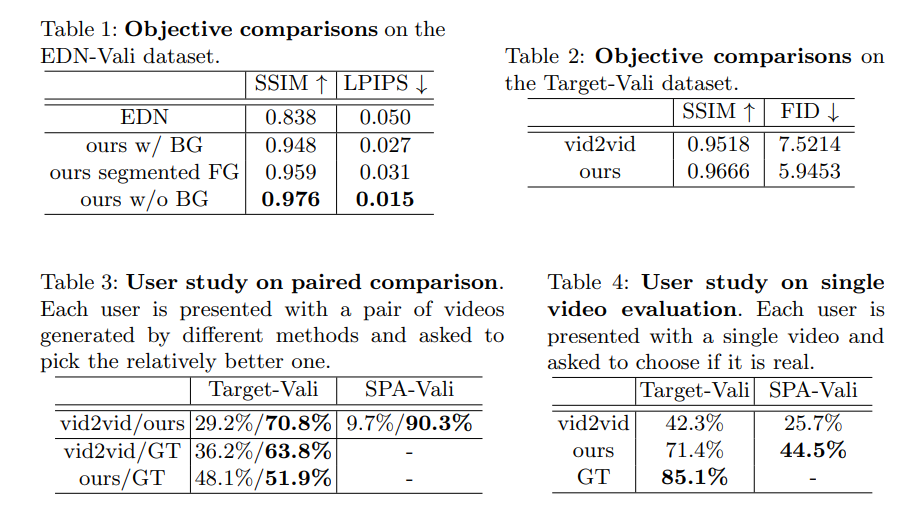 Table 1: Objective comparisons on the
EDN-Vali dataset.
SSIM ↑ LPIPS ↓
EDN 0.838 0.050
ours w/ BG 0.948 0.027
ours segmented FG 0.959 0.031
ours w/o BG 0.976 0.015
Table 2: Objective comparisons on
the Target-Vali dataset.
SSIM ↑ FID ↓
vid2vid 0.9518 7.5214
ours 0.9666 5.9453
Table 3: User study on paired comparison.
Each user is presented with a pair of videos
generated by different methods and asked to
pick the relatively better one.
Target-Vali SPA-Vali
vid2vid/ours 29.2%/70.8% 9.7%/90.3%
vid2vid/GT 36.2%/63.8% -
ours/GT 48.1%/51.9% -
Table 4: User study on single
video evaluation. Each user is
presented with a single video and
asked to choose if it is real.
Target-Vali SPA-Vali
vid2vid 42.3% 25.7%
ours 71.4% 44.5%
GT 85.1% -